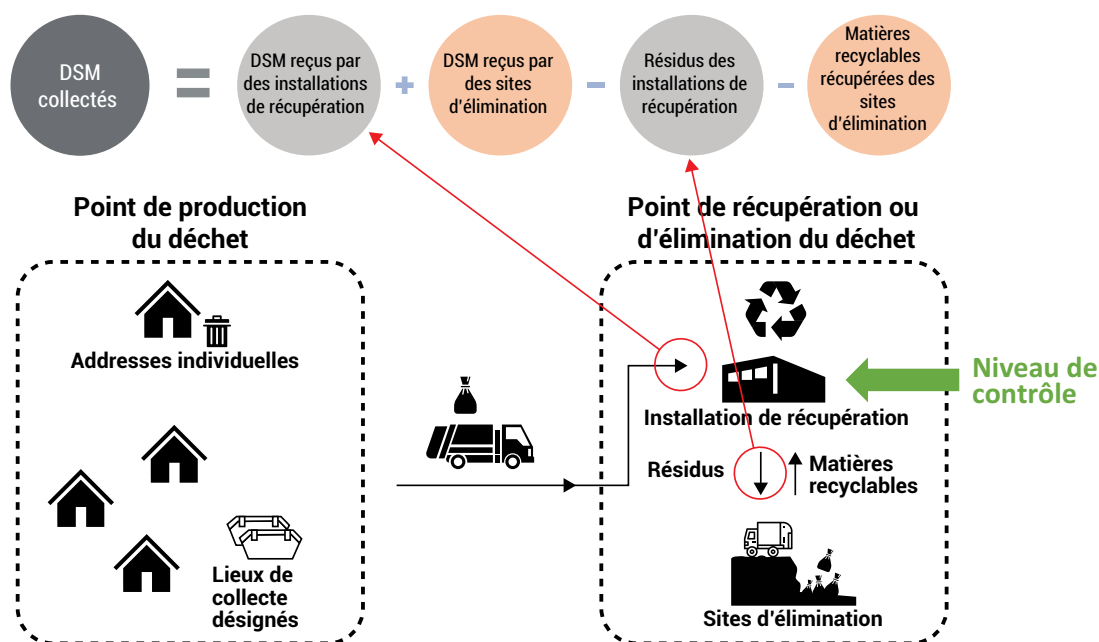 DSM
collectés
=
DSM reçus par
des installations
de récupération
+
DSM reçus par
des sites
d'élimination
-
Résidus des
installations de
récupération
-
Matières
recyclables
récupérées des
sites
d'élimination
Point de production
du déchet
Addresses individuelles
Lieux de
collecte
désignés
Point de récupération ou
d'élimination du déchet
Installation de récupération
Niveau de
contrôle
Résidus
Matières
recyclables
Sites d'élimination